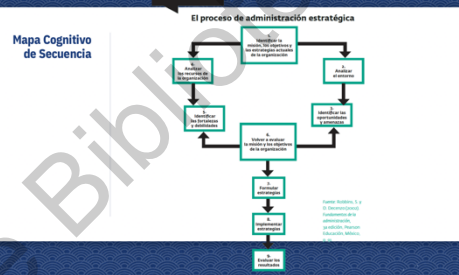 El proceso de administración estratégica
Mapa Cognitivo
de Secuencia
1.
Identificar la
misión, los objetivos y
las estrategias actuales
de la organización
4.
Analizar
los recursos de
la organización
2.
Analizar
el entorno
5.
Identificar
las fortalezas
y debilidades
3.
Identificar las
oportunidades
y amenazas
6.
Volver a evaluar
la misión y los objetivos
de la organización
7.
Formular
estrategias
8.
Implementar
estrategias
9.
Evaluar los
resultados
Fuente: Robbins, S. y
D. Decenzo
Fundamentos de
administración.
3a edición. Pearson
Educación. México,
Biblio